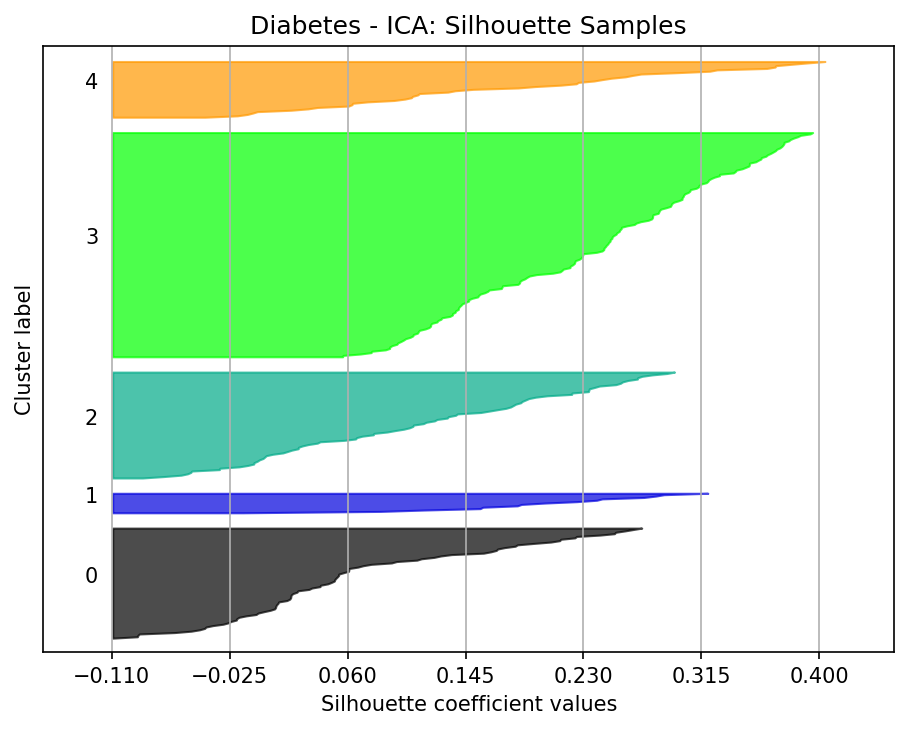 Diabetes - ICA: Silhouette Samples
4
3
2
1
0
Cluster label
−0.110 −0.025 0.060 0.145 0.230 0.315 0.400
Silhouette coefficient values